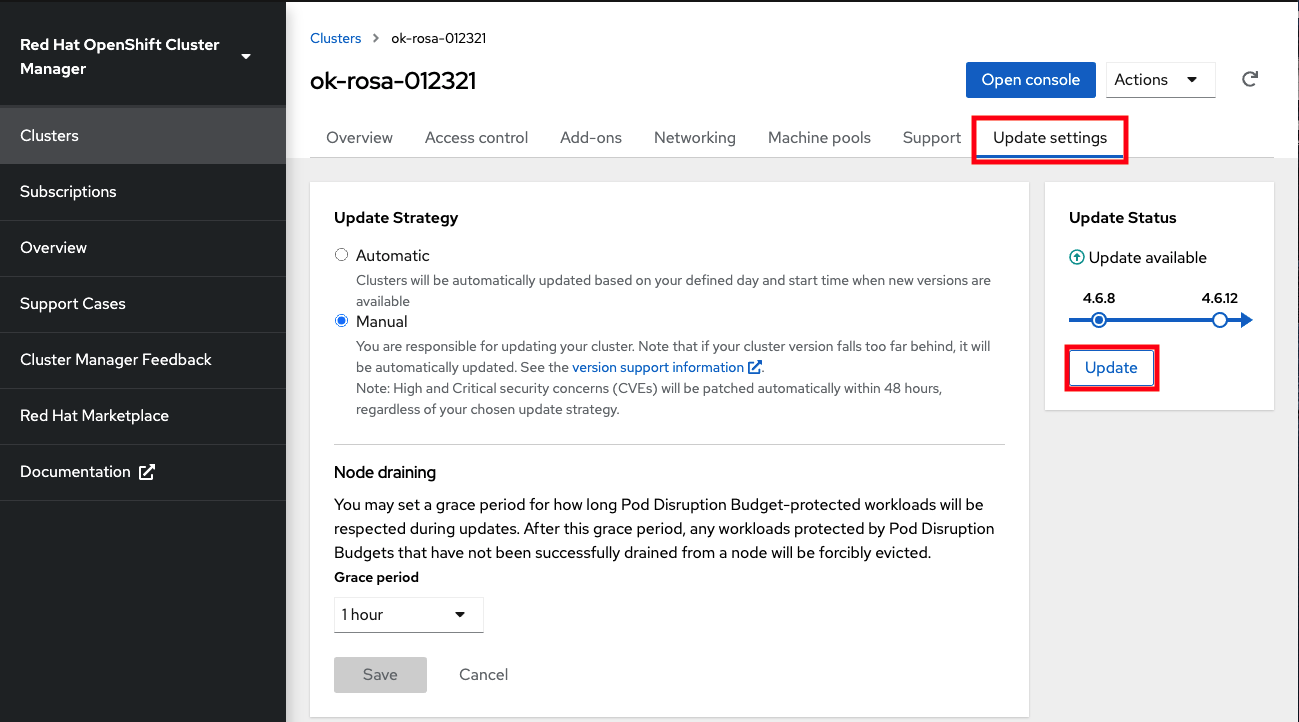 Red Hat OpenShift Cluster
Manager
Clusters
Subscriptions
Overview
Support Cases
Cluster Manager Feedback
Red Hat Marketplace
Documentation
Clusters > ok-rosa-012321
ok-rosa-012321
Open console
Actions
Overview Access control Add-ons Networking Machine pools Support Update settings
Update Strategy
Automatic
Clusters will be automatically updated based on your defined day and start time when new versions are
available
Manual
You are responsible for updating your cluster. Note that if your cluster version falls too far behind, it will
be automatically updated. See the version support information.
Note: High and Critical security concerns (CVEs) will be patched automatically within 48 hours,
regardless of your chosen update strategy.
Node draining
You may set a grace period for how long Pod Disruption Budget-protected workloads will be
respected during updates. After this grace period, any workloads protected by Pod Disruption
Budgets that have not been successfully drained from a node will be forcibly evicted.
Grace period
1 hour
Save Cancel
Update Status
Update available
4.6.8 4.6.12
Update